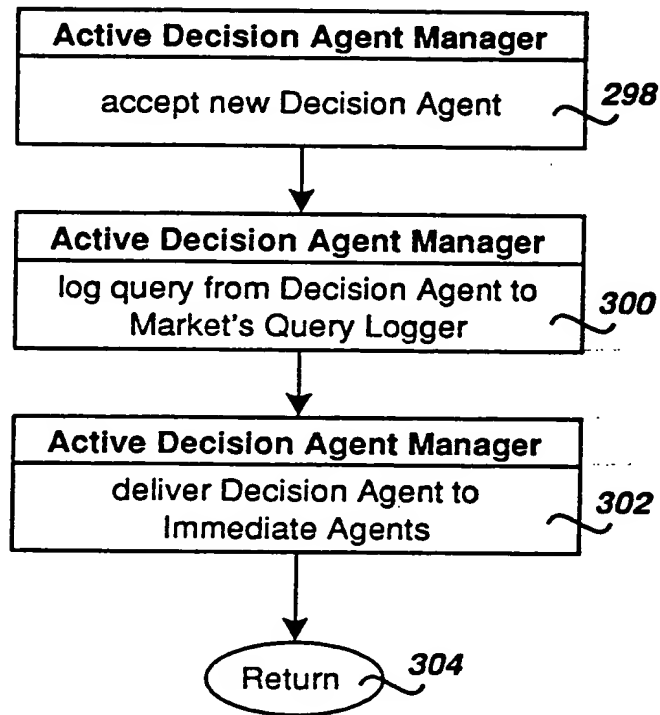 Active Decision Agent Manager
accept new Decision Agent
298
Active Decision Agent Manager
log query from Decision Agent to
Market's Query Logger
300
Active Decision Agent Manager
deliver Decision Agent to
Immediate Agents
302
Return
304